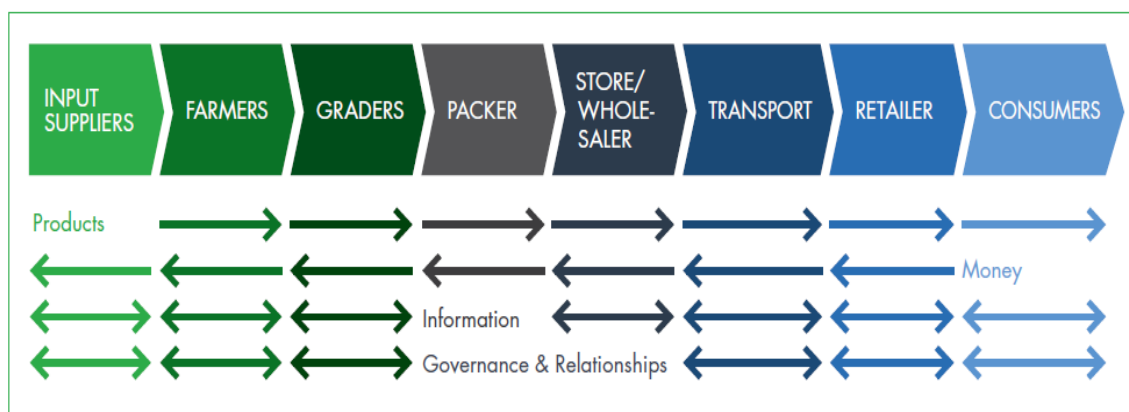 INPUT
SUPPLIERS
FARMERS
GRADERS
PACKER
STORE/
WHOLE-
SALER
TRANSPORT
RETAILER
CONSUMERS
Products
Money
Information
Governance & Relationships